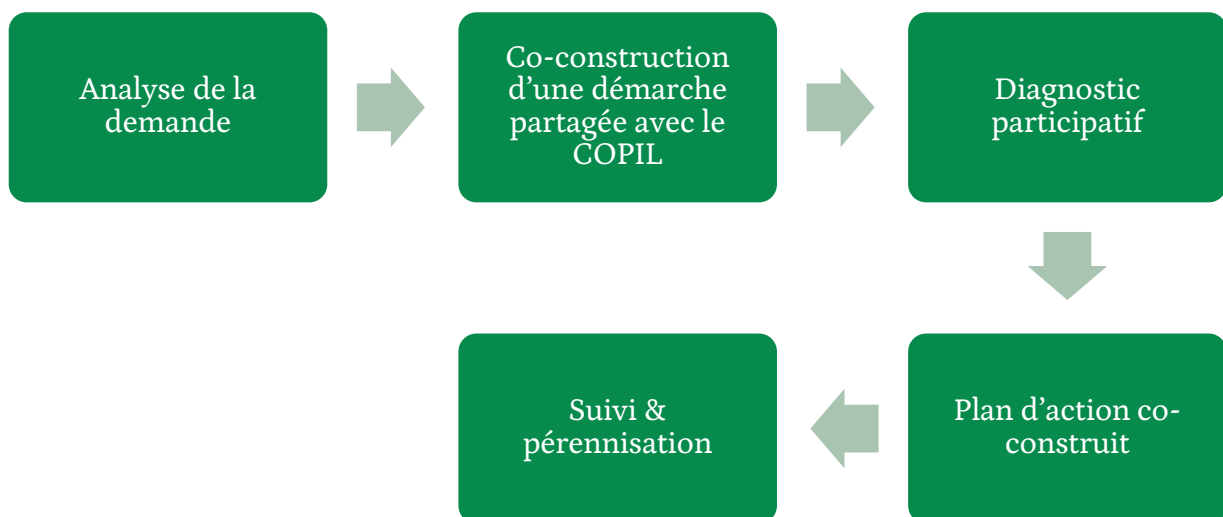 Analyse de la
demande
Co-construction
d’une démarche
partagée avec le
COPIL
Diagnostic
participatif
Plan d’action co-
construit
Suivi &
pérennisation